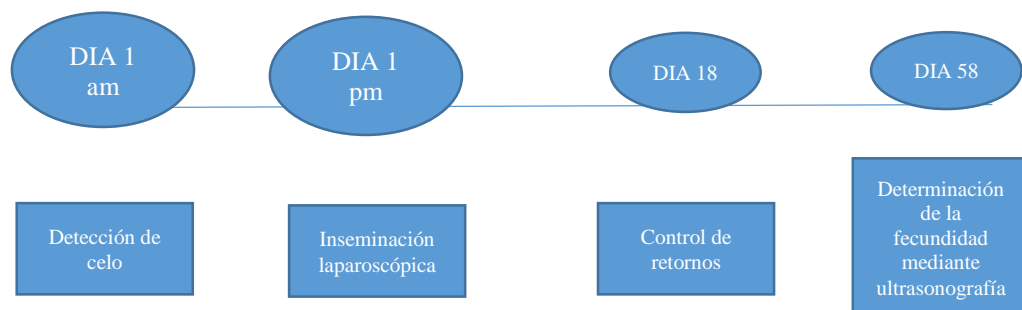 DIA 1
am
DIA 1
pm
DIA 18
DIA 58
Detección de
celo
Inseminación
laparoscópica
Control de
retornos
Determinación
de la
fecundidad
mediante
ultrasonografía